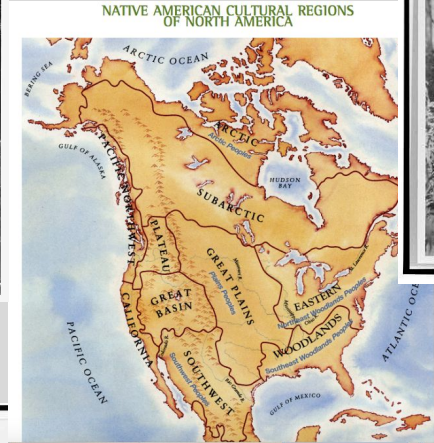 NATIVE AMERICAN CULTURAL REGIONS
OF NORTH AMERICA
ARCTIC OCEAN
BERING SEA
GULF OF ALASKA
ARCTIC
Arctic Peoples
HUDSON
BAY
SUBARCTIC
PACIFIC NORTHWEST
PLATEAU
GREAT PLAINS
Plains Peoples
GREAT
BASIN
CALIFORNIA
EASTERN
Northeast Woodlands Peoples
WOODLANDS
Southeast Woodlands Peoples
SOUTHWEST
Southwest Peoples
PACIFIC OCEAN
ATLANTIC OCE
GULF OF MEXICO